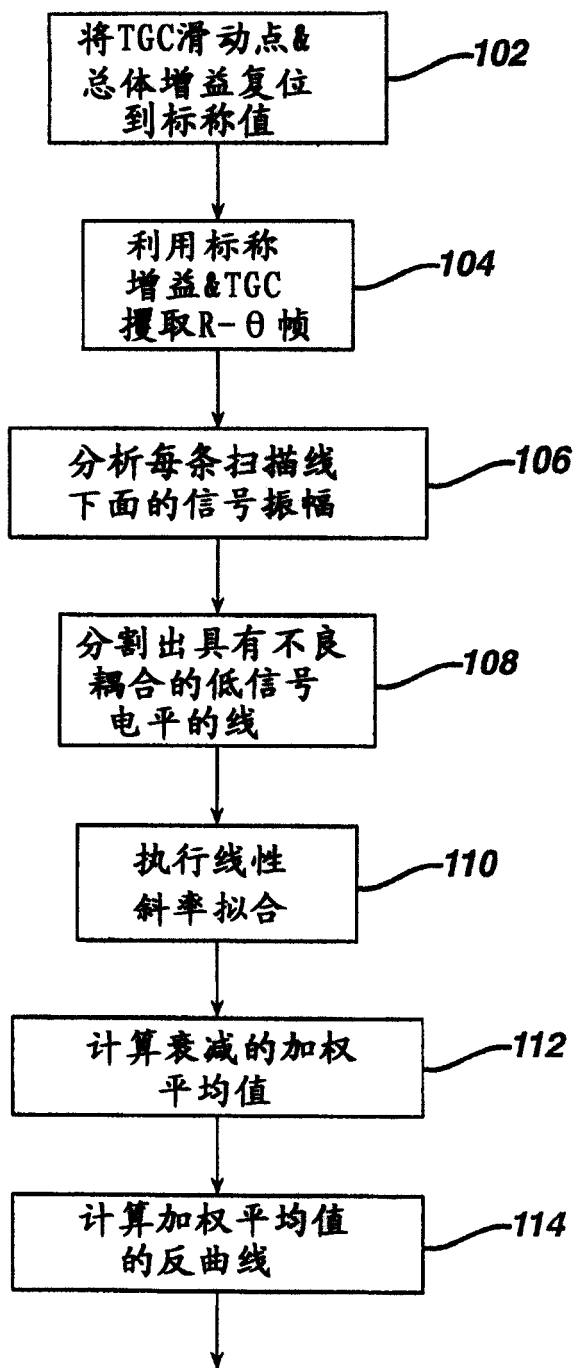 将TGC滑动点&
总体增益复位
到标称值
102
利用标称
增益&TGC
攫取R-θ帧
104
分析每条扫描线
下面的信号振幅
106
分割出具有不良
耦合的低信号
电平的线
108
执行线性
斜率拟合
110
计算衰减的加权
平均值
112
计算加权平均值
的反曲线
114